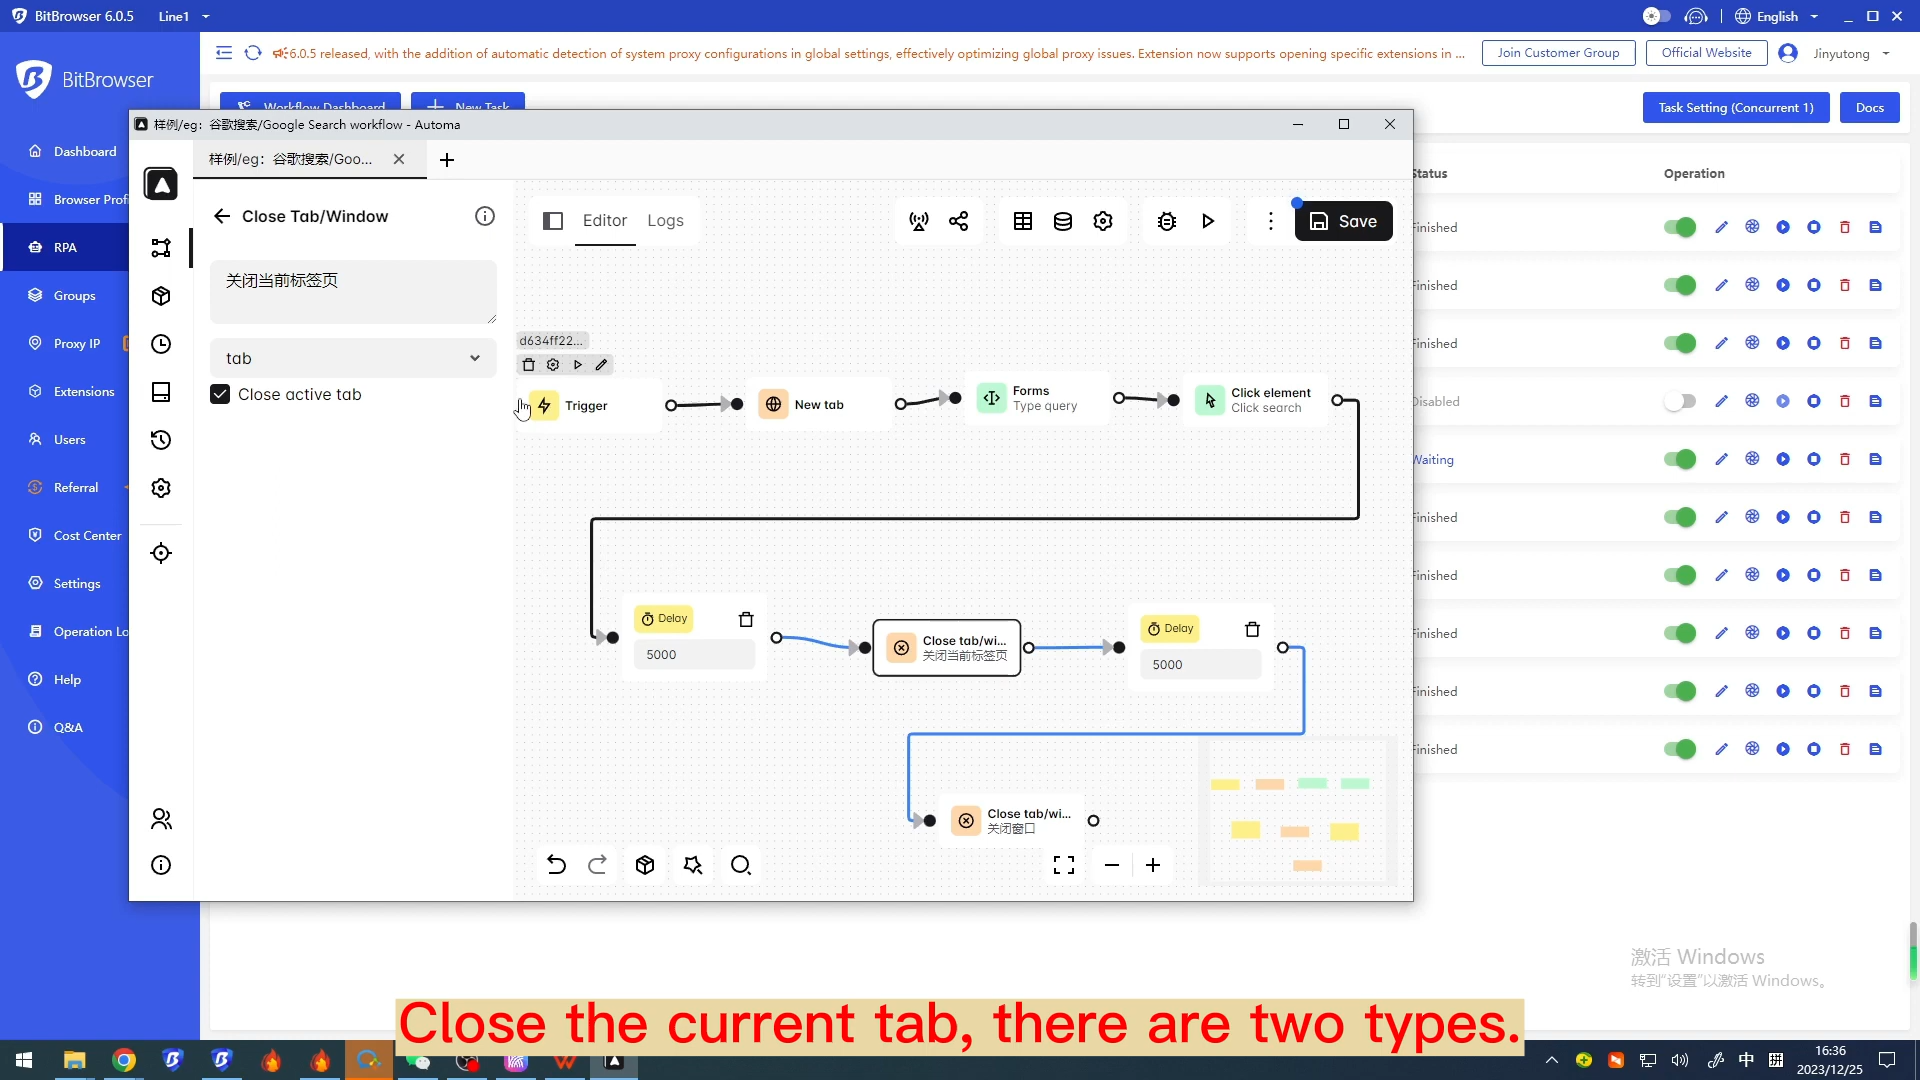 BitBrowser 6.0.5
Line1
English
BitBrowser
6.0.5 released, with the addition of automatic detection of system proxy configurations in global settings, effectively optimizing global proxy issues. Extension now supports opening specific extensions in ...
Join Customer Group
Official Website
Jinyutong
Workflow Dashboard
New Task
Task Setting (Concurrent 1)
Docs
样例/eg：谷歌搜索/Google Search workflow - Automa
样例/eg：谷歌搜索/Goo...
Dashboard
Browser Profi
RPA
Groups
Proxy IP
Extensions
Users
Referral
Cost Center
Settings
Operation Lo
Help
Q&A
Close Tab/Window
关闭当前标签页
tab
Close active tab
Editor
Logs
Save
d634ff22...
Trigger
New tab
Forms
Type query
Click element
Click search
Delay
5000
Close tab/wi...
关闭当前标签页
Delay
5000
Close tab/wi...
关闭窗口
Status
Operation
Finished
Finished
Finished
Disabled
Waiting
Finished
Finished
Finished
Finished
Finished
激活 Windows
转到"设置"以激活 Windows。
Close the current tab, there are two types.
中
拼
16:36
2023/12/25